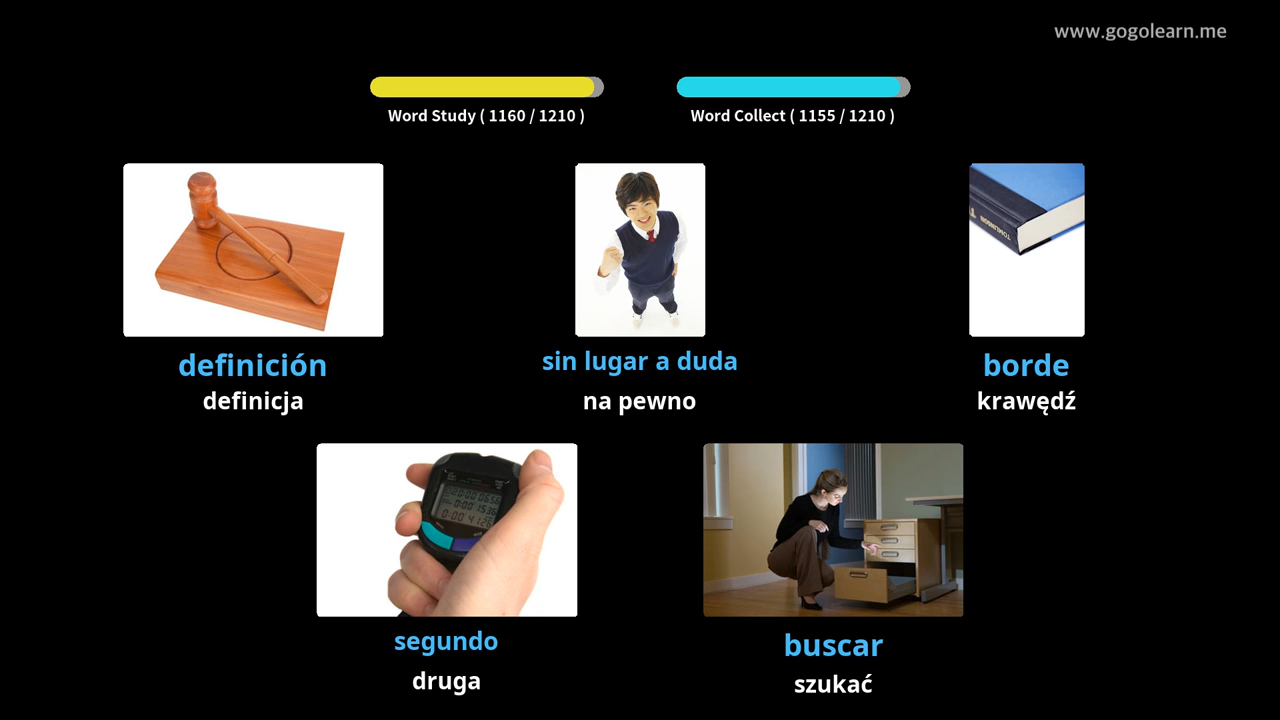 www.gogolearn.me
Word Study ( 1160 / 1210 )
Word Collect ( 1155 / 1210 )
TOMLINSON
definición
sin lugar a duda
borde
definicja
na pewno
krawędź
segundo
buscar
druga
szukać